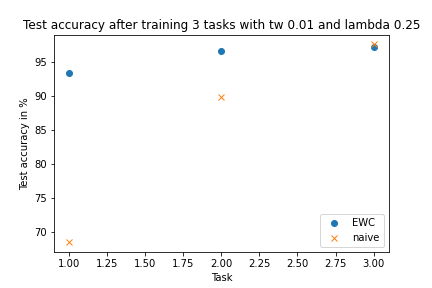 Test accuracy after training 3 tasks with tw 0.01 and lambda 0.25
95
90
85
80
75
70
Test accuracy in %
EWC
naive
1.00 1.25 1.50 1.75 2.00 2.25 2.50 2.75 3.00
Task